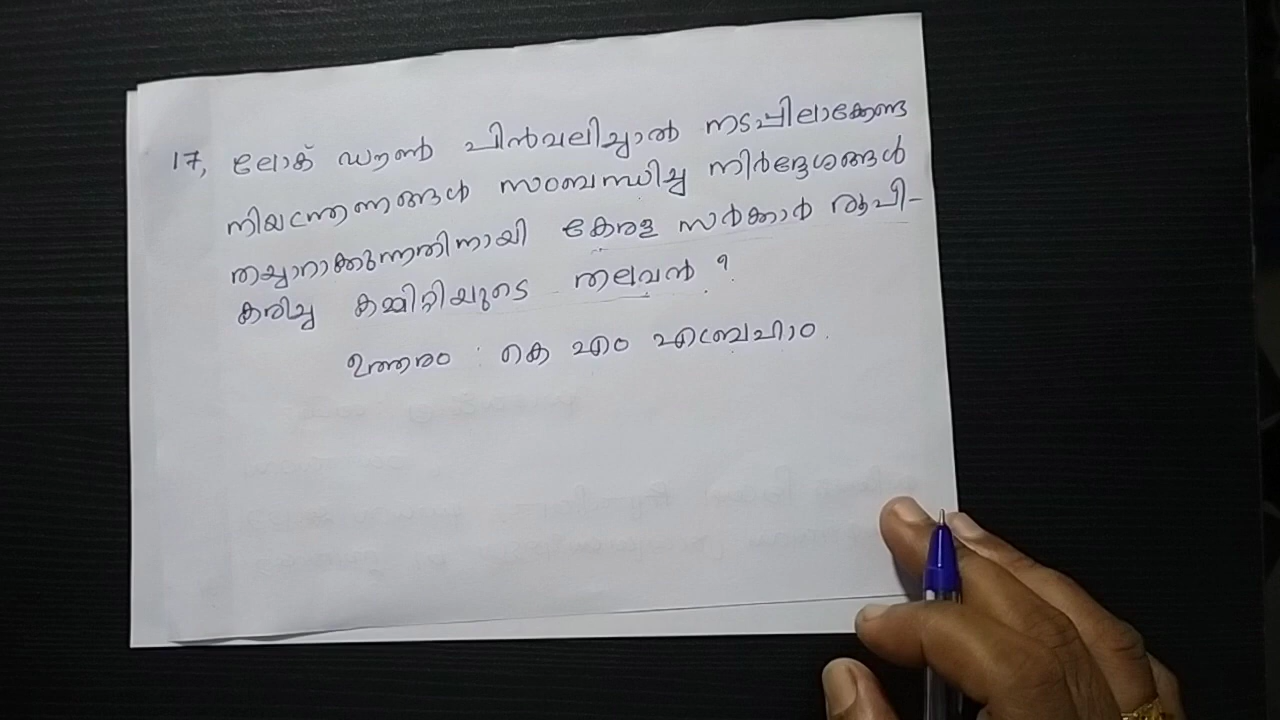 17, ലോക് ഡൗൺ പിൻവലിച്ചാൽ നടപ്പിലാക്കേണ്ട
നിയന്ത്രണങ്ങൾ സംബന്ധിച്ച നിർദ്ദേശങ്ങൾ
തയ്യാറാക്കുന്നതിനായി കേരള സർക്കാർ രൂപീ-
കരിച്ച കമ്മിറ്റിയുടെ തലവൻ ?
ഉത്തരം : കെ എം എബ്രഹാം.